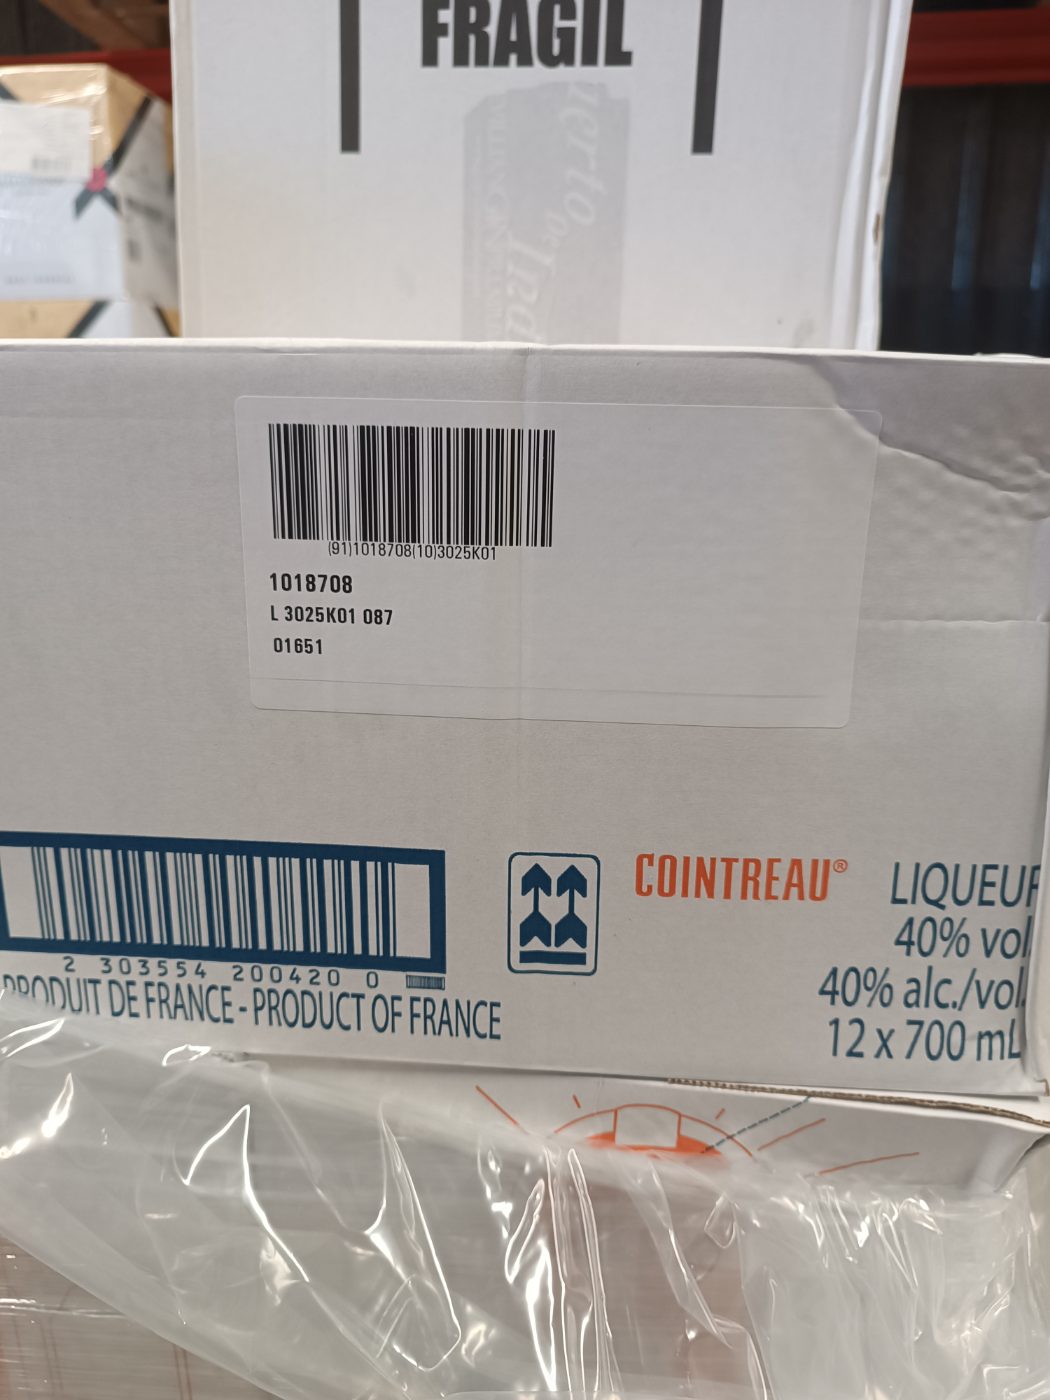 FRAGIL
(91)1018708(10)3025K01
1018708
L 3025K01 087
01651
2 303554 200420 0
PRODUIT DE FRANCE - PRODUCT OF FRANCE
COINTREAU®
LIQUEUR
40% vol.
40% alc./vol.
12 x 700 mL